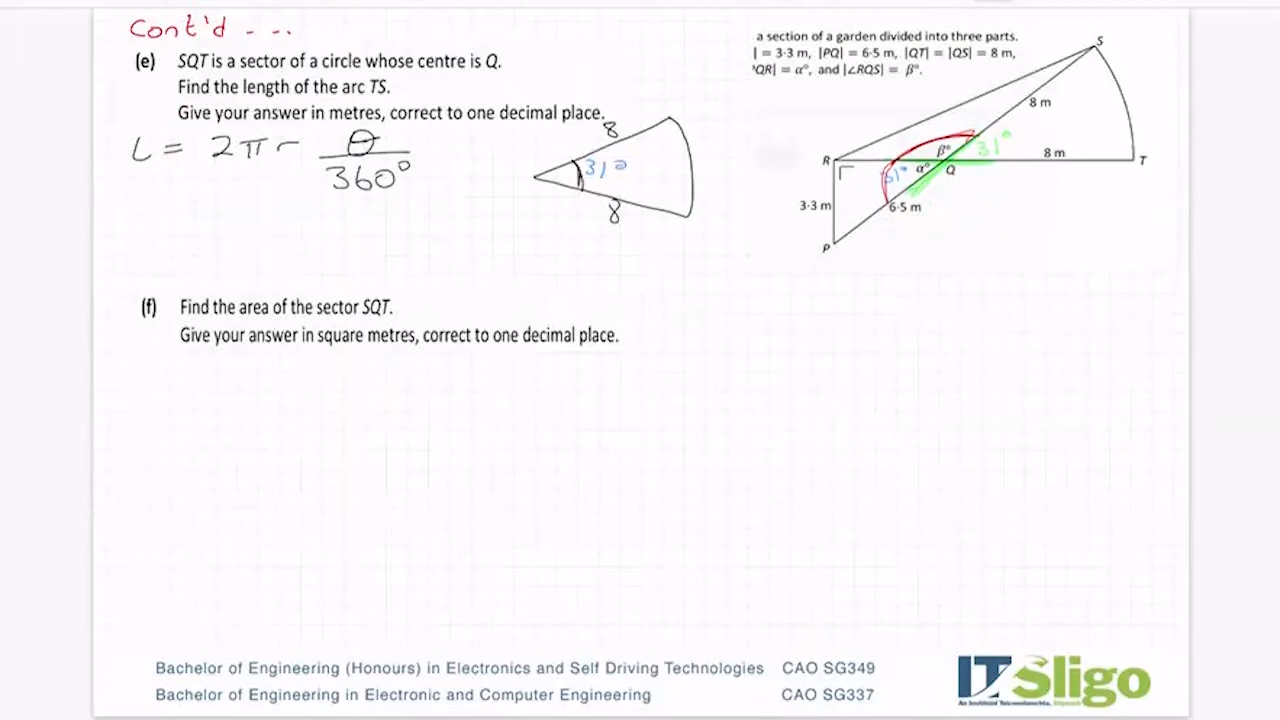 Cont'd - - -
(e) SQT is a sector of a circle whose centre is Q.
Find the length of the arc TS.
Give your answer in metres, correct to one decimal place.
L = 2πr θ/360°
8
31°
8
a section of a garden divided into three parts.
| = 3·3 m, |PQ| = 6·5 m, |QT| = |QS| = 8 m,
QR| = α°, and |∠RQS| = β°.
S
8 m
31°
β°
8 m
R
T
31°
α°
Q
3·3 m
6·5 m
P
(f) Find the area of the sector SQT.
Give your answer in square metres, correct to one decimal place.
Bachelor of Engineering (Honours) in Electronics and Self Driving Technologies CAO SG349
Bachelor of Engineering in Electronic and Computer Engineering CAO SG337
IT Sligo